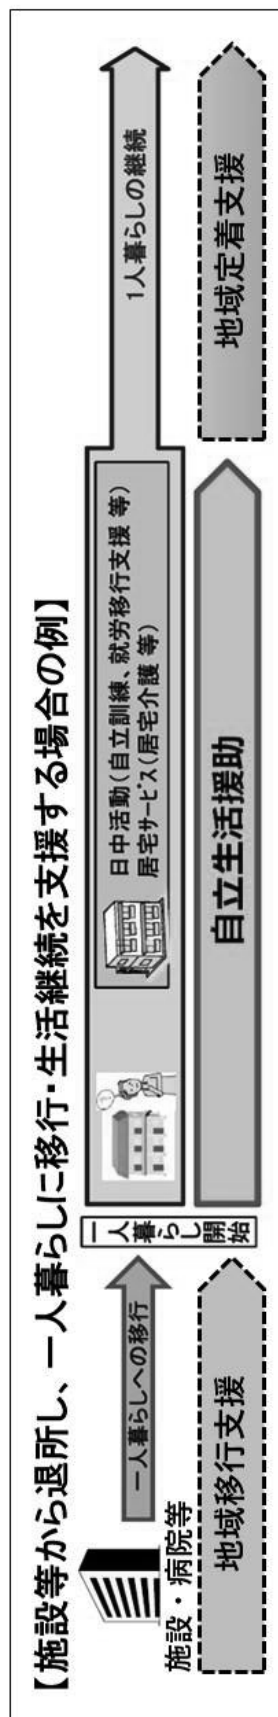 【施設等から退所し、一人暮らしに移行・生活継続を支援する場合の例】
施設・病院等
一人暮らしへの移行
一人暮らし開始
日中活動(自立訓練、就労移行支援 等)
居宅サービス(居宅介護 等)
1人暮らしの継続
地域移行支援
自立生活援助
地域定着支援